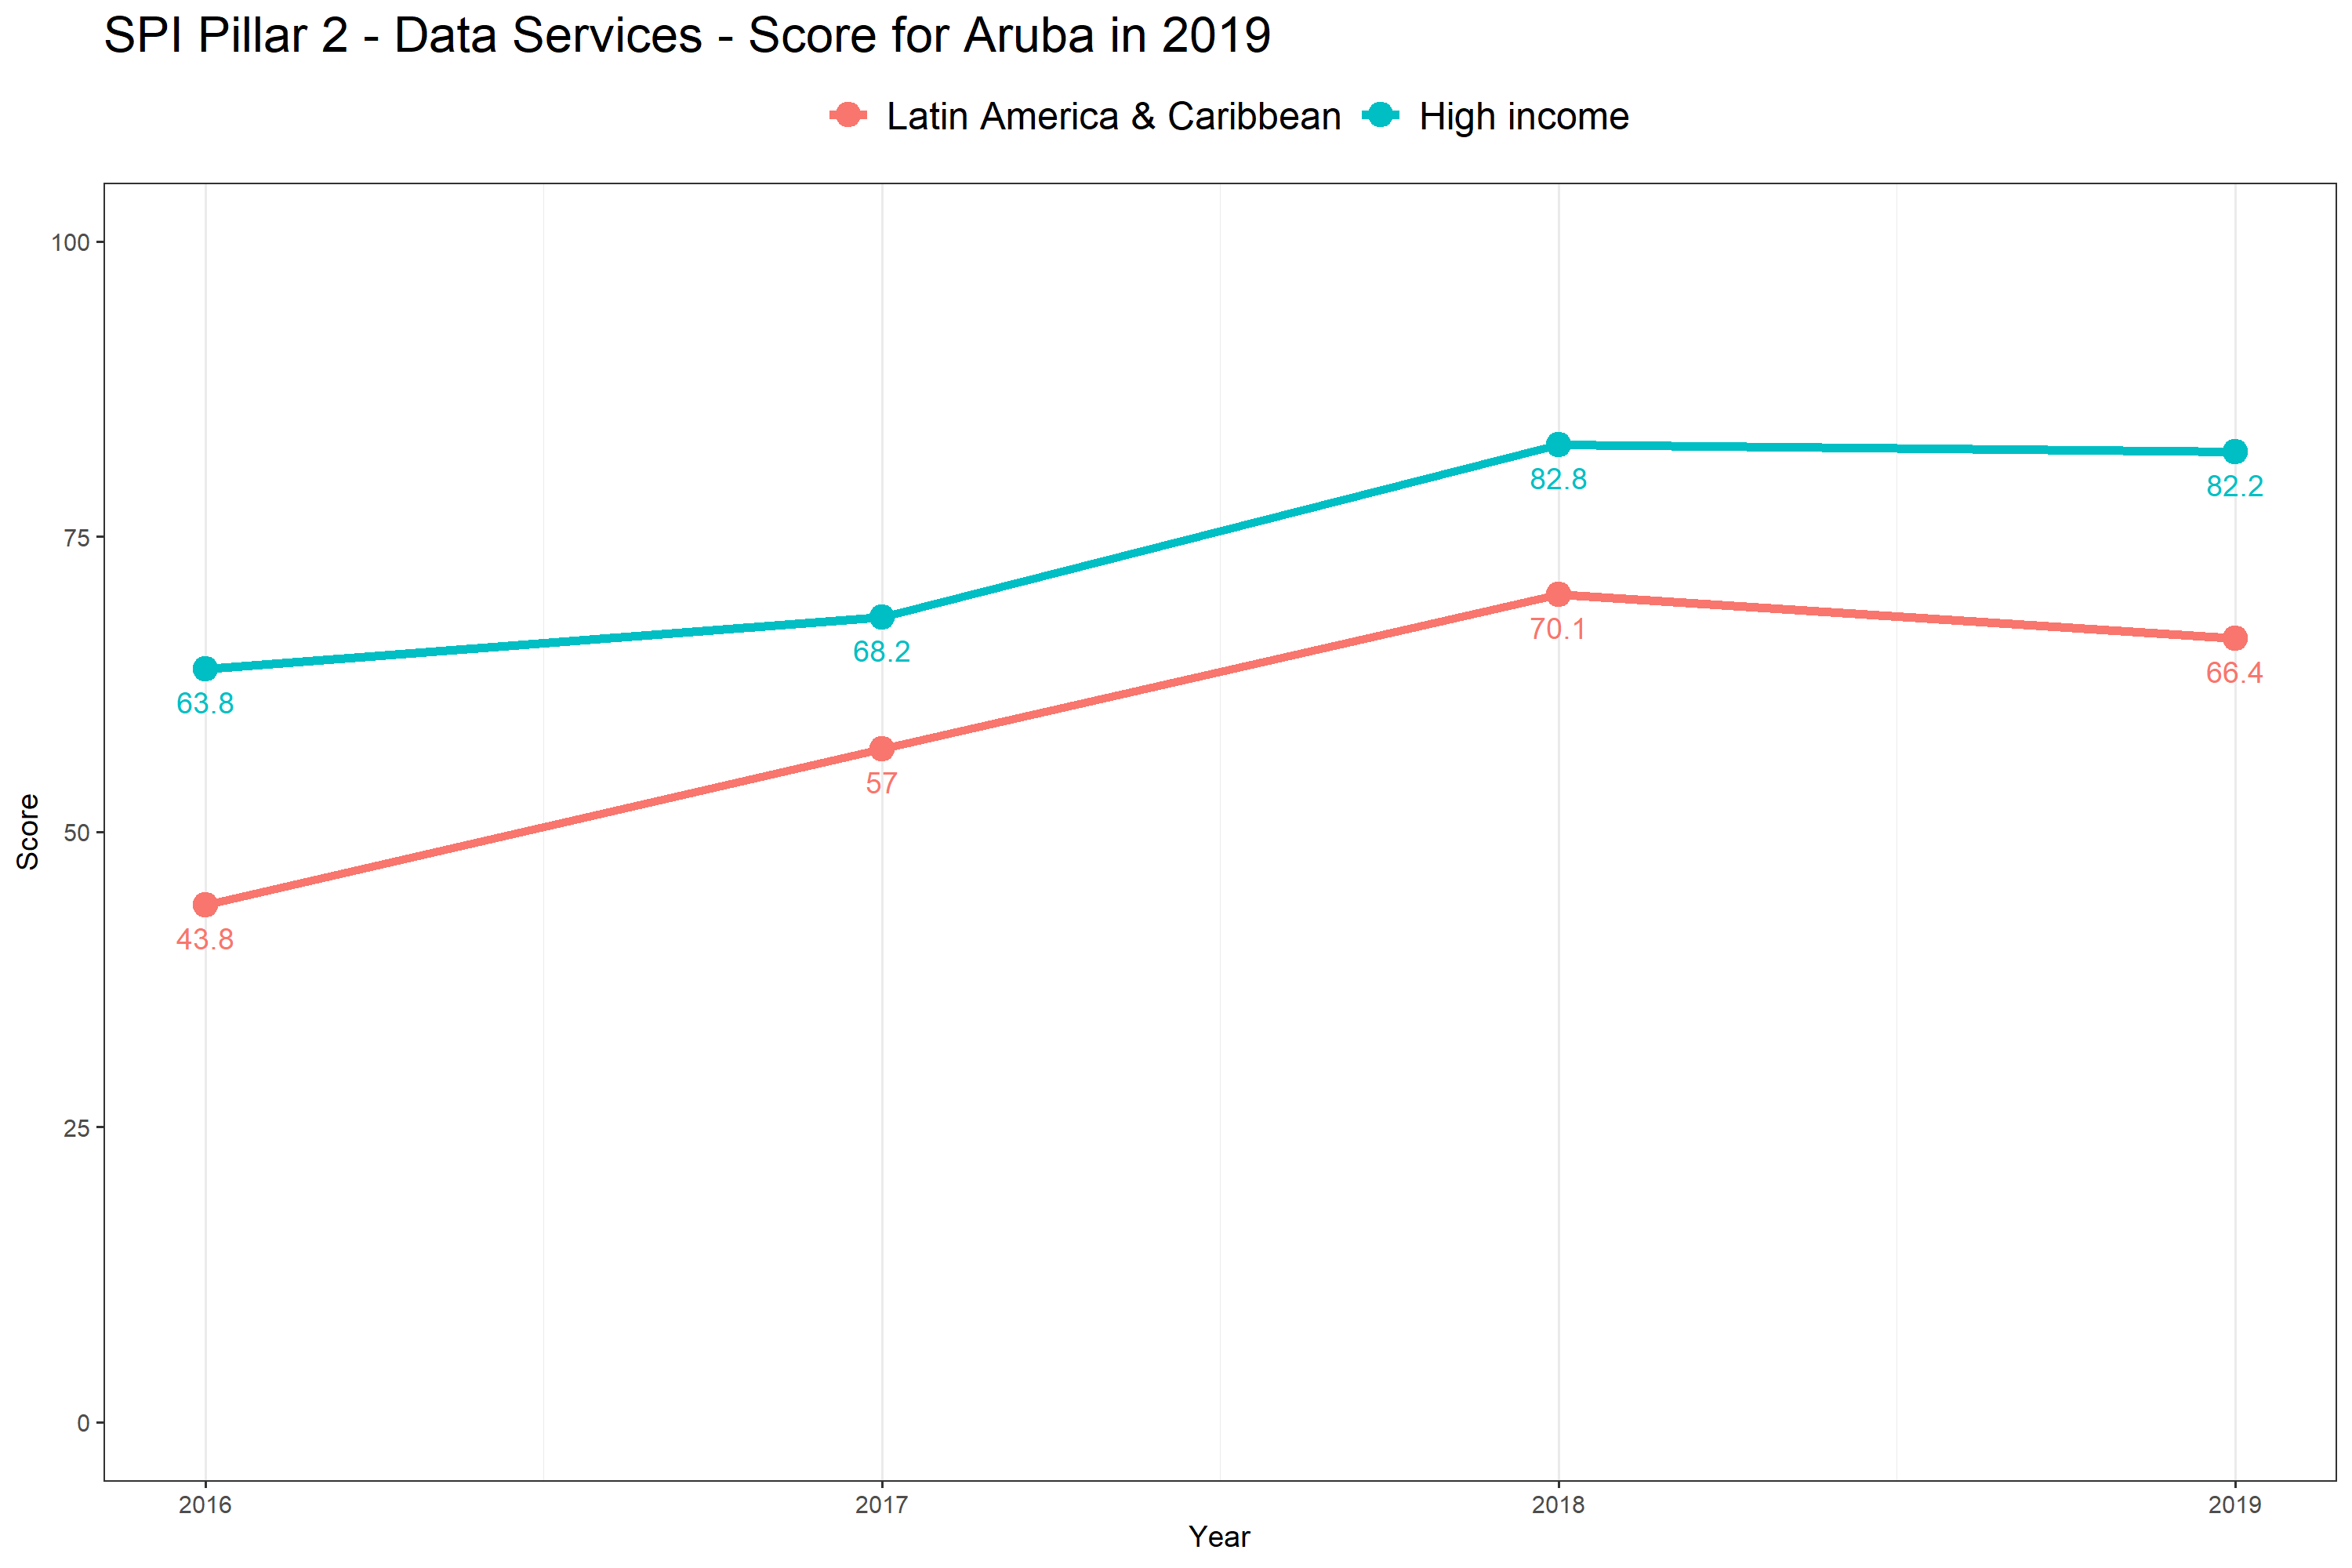 SPI Pillar 2 - Data Services - Score for Aruba in 2019
Latin America & Caribbean High income
100
75
50
25
0
Score
82.8
82.2
70.1
68.2
66.4
63.8
57
43.8
2016 2017 2018 2019
Year